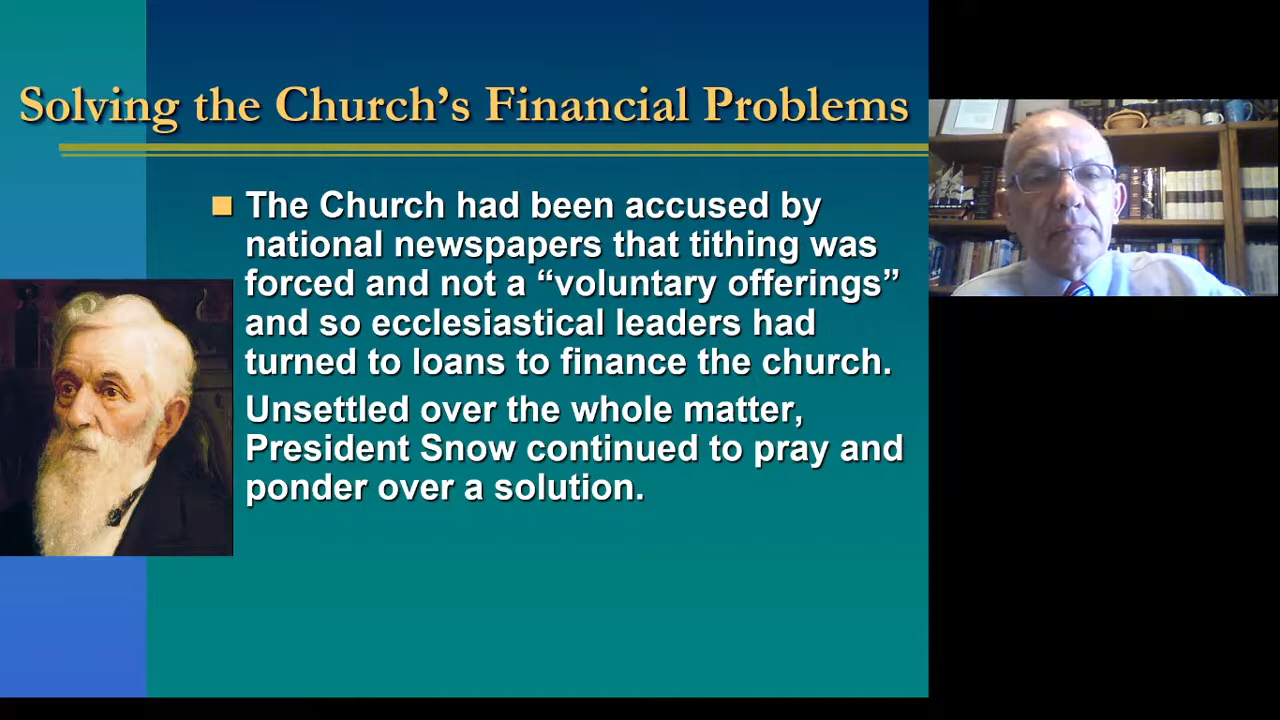 Solving the Church's Financial Problems
The Church had been accused by
national newspapers that tithing was
forced and not a “voluntary offerings”
and so ecclesiastical leaders had
turned to loans to finance the church.
Unsettled over the whole matter,
President Snow continued to pray and
ponder over a solution.